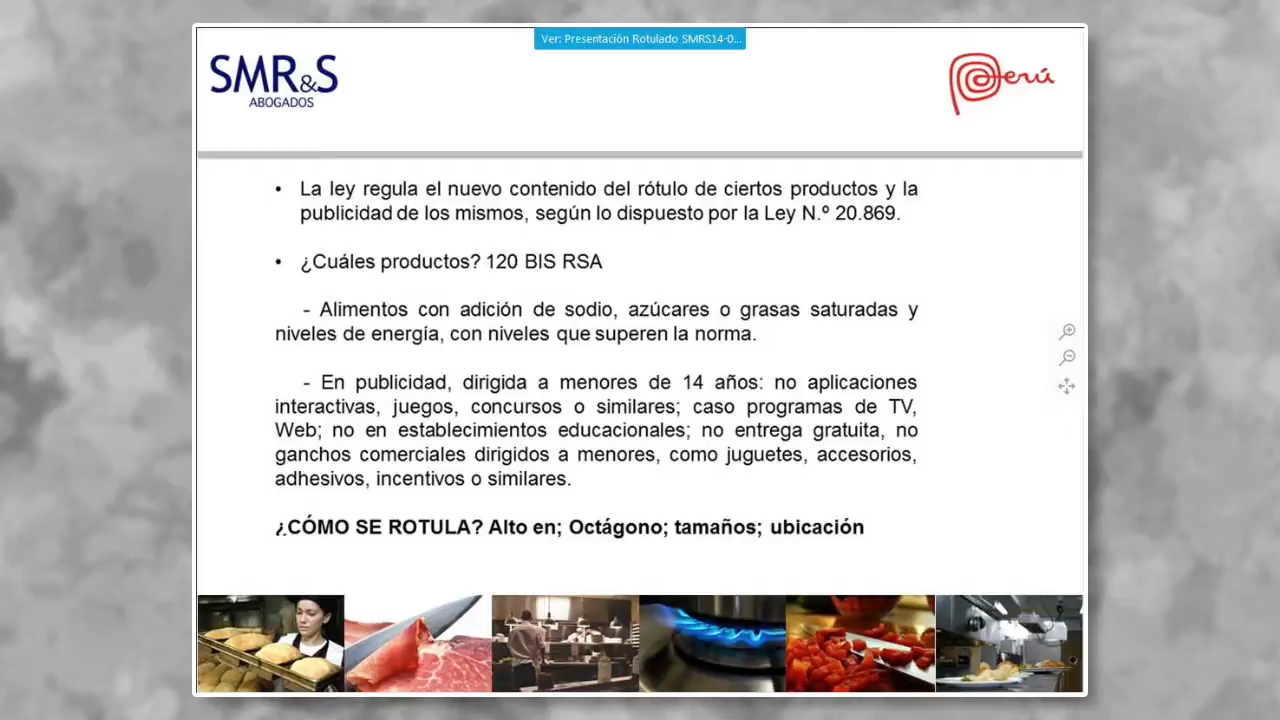 Ver: Presentación Rotulado SMRS14-0...
SMR&S
ABOGADOS
Perú
• La ley regula el nuevo contenido del rótulo de ciertos productos y la
publicidad de los mismos, según lo dispuesto por la Ley N.º 20.869.
• ¿Cuáles productos? 120 BIS RSA
- Alimentos con adición de sodio, azúcares o grasas saturadas y
niveles de energía, con niveles que superen la norma.
- En publicidad, dirigida a menores de 14 años: no aplicaciones
interactivas, juegos, concursos o similares; caso programas de TV,
Web; no en establecimientos educacionales; no entrega gratuita, no
ganchos comerciales dirigidos a menores, como juguetes, accesorios,
adhesivos, incentivos o similares.
¿CÓMO SE ROTULA? Alto en; Octágono; tamaños; ubicación